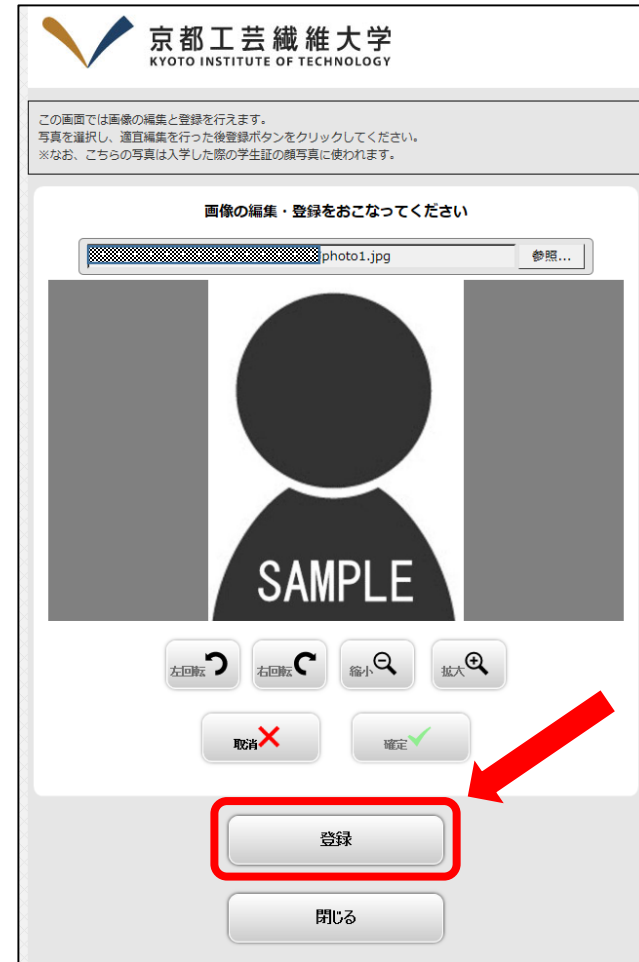 京都工芸繊維大学
KYOTO INSTITUTE OF TECHNOLOGY
この画面では画像の編集と登録を行えます。
写真を選択し、適宜編集を行った後登録ボタンをクリックしてください。
※なお、こちらの写真は入学した際の学生証の顔写真に使われます。
画像の編集・登録をおこなってください
photo1.jpg 参照...
SAMPLE
左回転 右回転 縮小 拡大
取消 確定
登録
閉じる